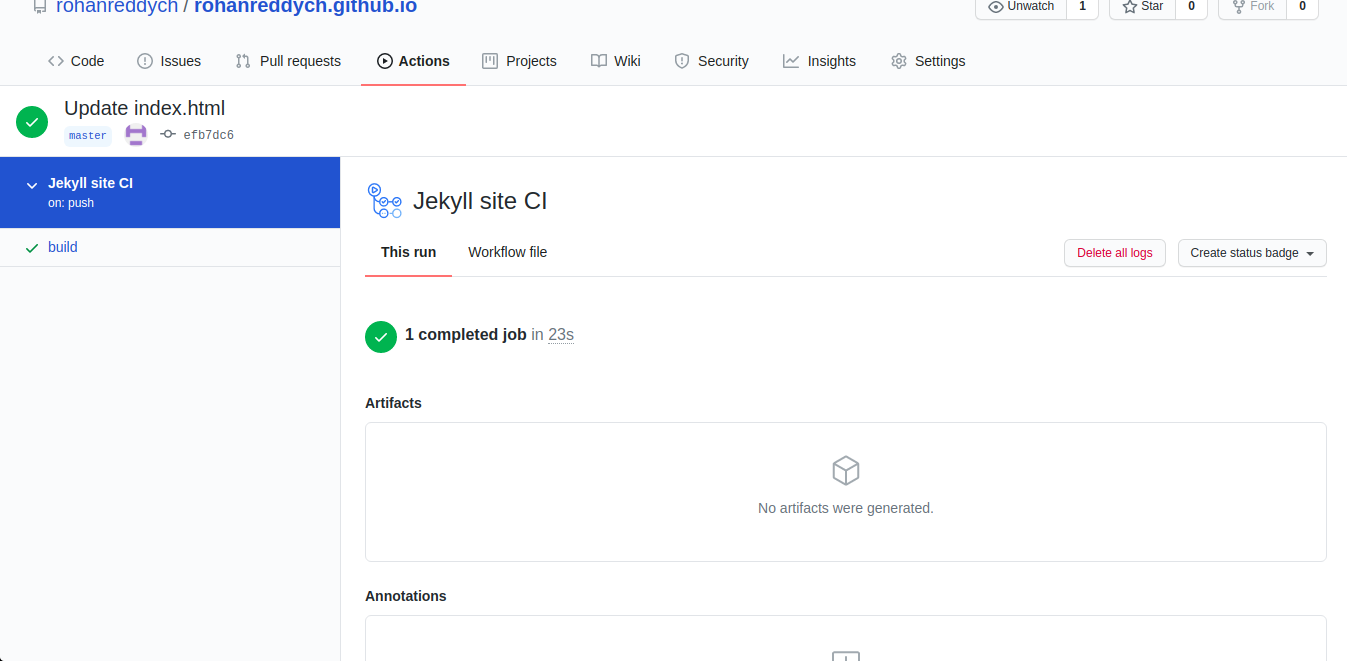 rohanreddych / rohanreddych.github.io
Unwatch 1 Star 0 Fork 0
Code Issues Pull requests Actions Projects Wiki Security Insights Settings
Update index.html
master efb7dc6
Jekyll site CI
on: push
build
Jekyll site CI
This run Workflow file Delete all logs Create status badge
1 completed job in 23s
Artifacts
No artifacts were generated.
Annotations